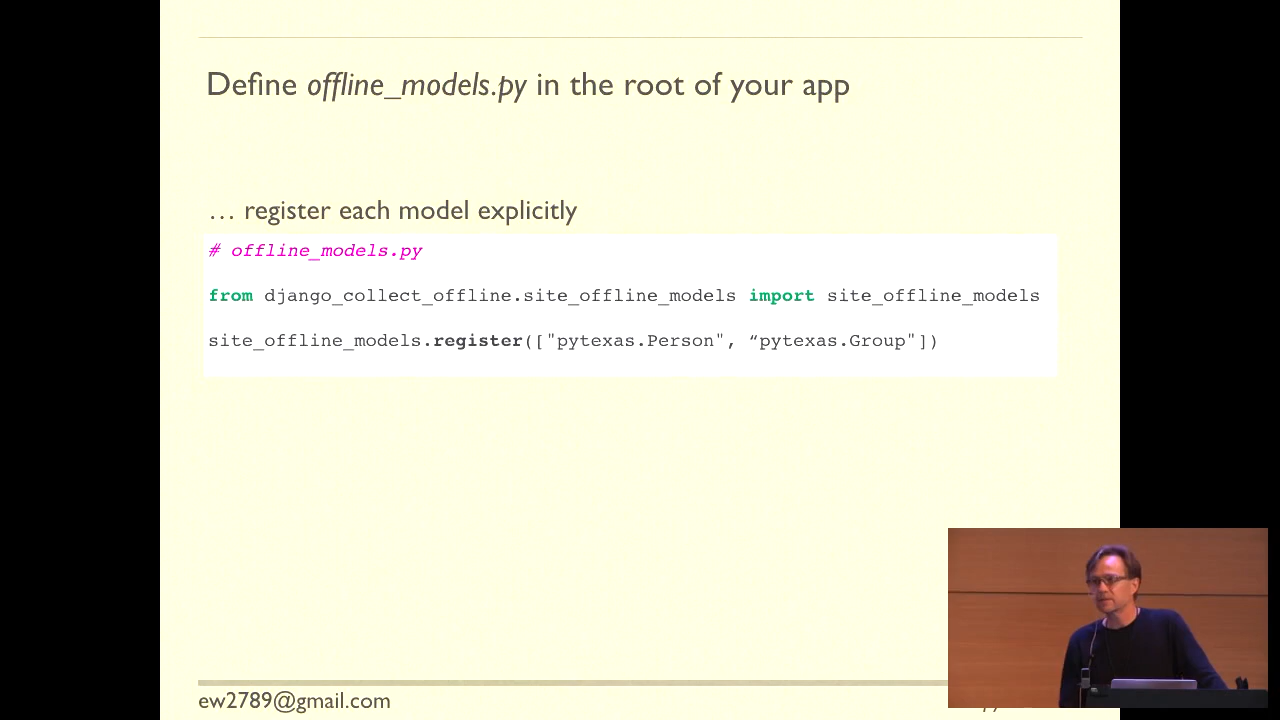 Define offline_models.py in the root of your app
… register each model explicitly
# offline_models.py
from django_collect_offline.site_offline_models import site_offline_models
site_offline_models.register(["pytexas.Person", “pytexas.Group"])
ew2789@gmail.com